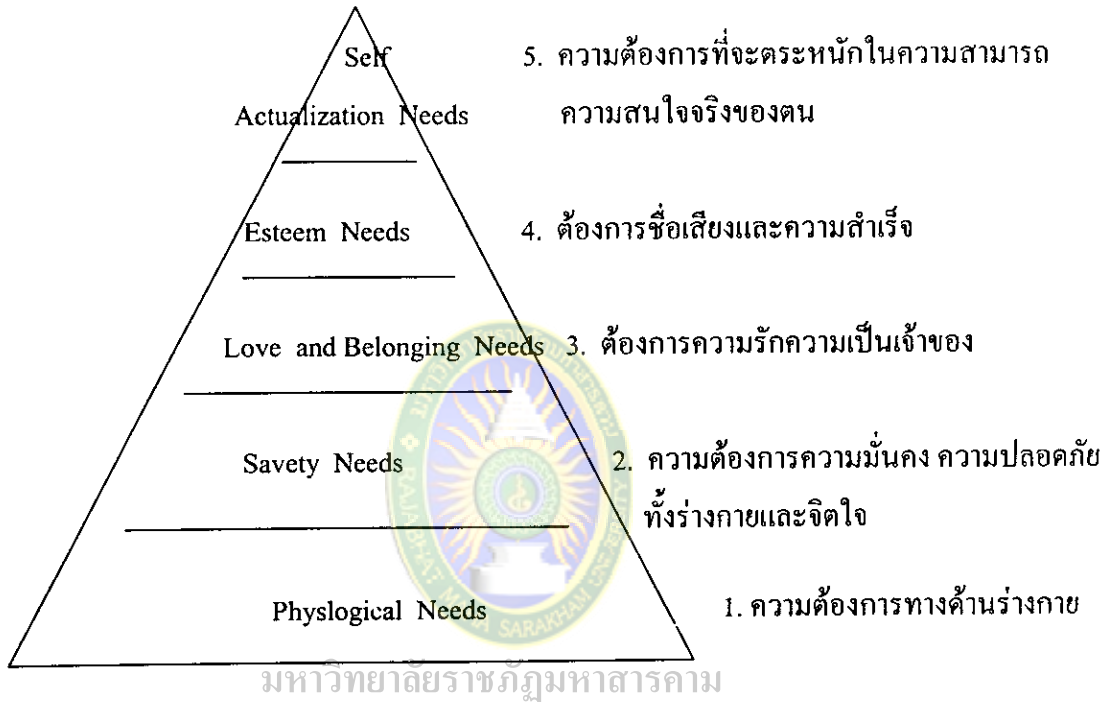 Self 5. ความต้องการที่จะตระหนักในความสามารถ
Actualization Needs ความสนใจจริงของตน
Esteem Needs 4. ต้องการชื่อเสียงและความสำเร็จ
Love and Belonging Needs 3. ต้องการความรักความเป็นเจ้าของ
Savety Needs 2. ความต้องการความมั่นคง ความปลอดภัย
ทั้งร่างกายและจิตใจ
Physlogical Needs 1. ความต้องการทางด้านร่างกาย
มหาวิทยาลัยราชภัฏมหาสารคาม